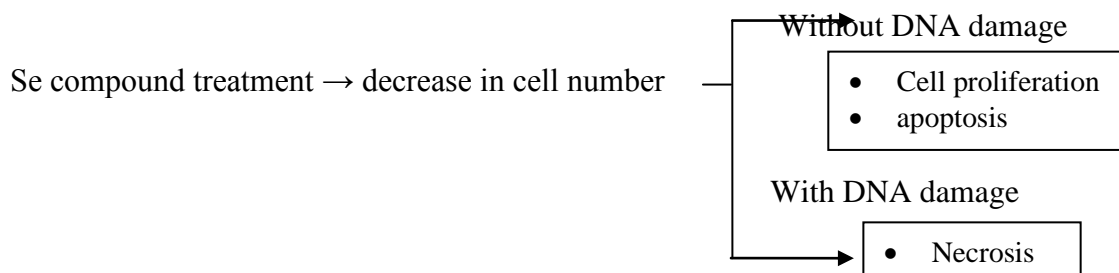 Without DNA damage
Se compound treatment → decrease in cell number
• Cell proliferation
• apoptosis
With DNA damage
• Necrosis